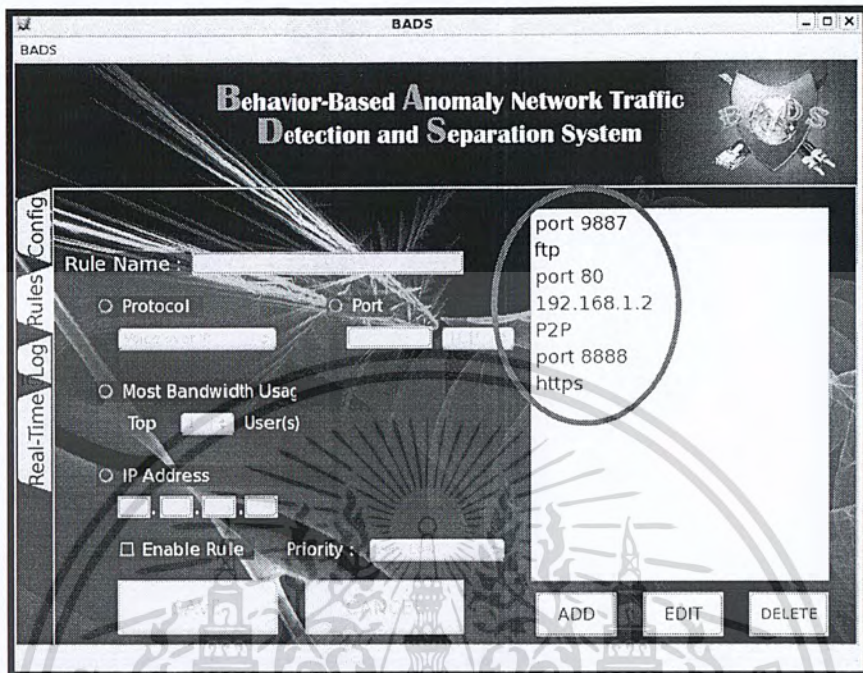 BADS
BADS
Behavior-Based Anomaly Network Traffic
Detection and Separation System
BADS
Config
Rules
Log
Real-Time
Rule Name :
Protocol
Port
Most Bandwidth Usag
Top
User(s)
IP Address
. . .
Enable Rule
Priority :
port 9887
ftp
port 80
192.168.1.2
P2P
port 8888
https
ADD
EDIT
DELETE